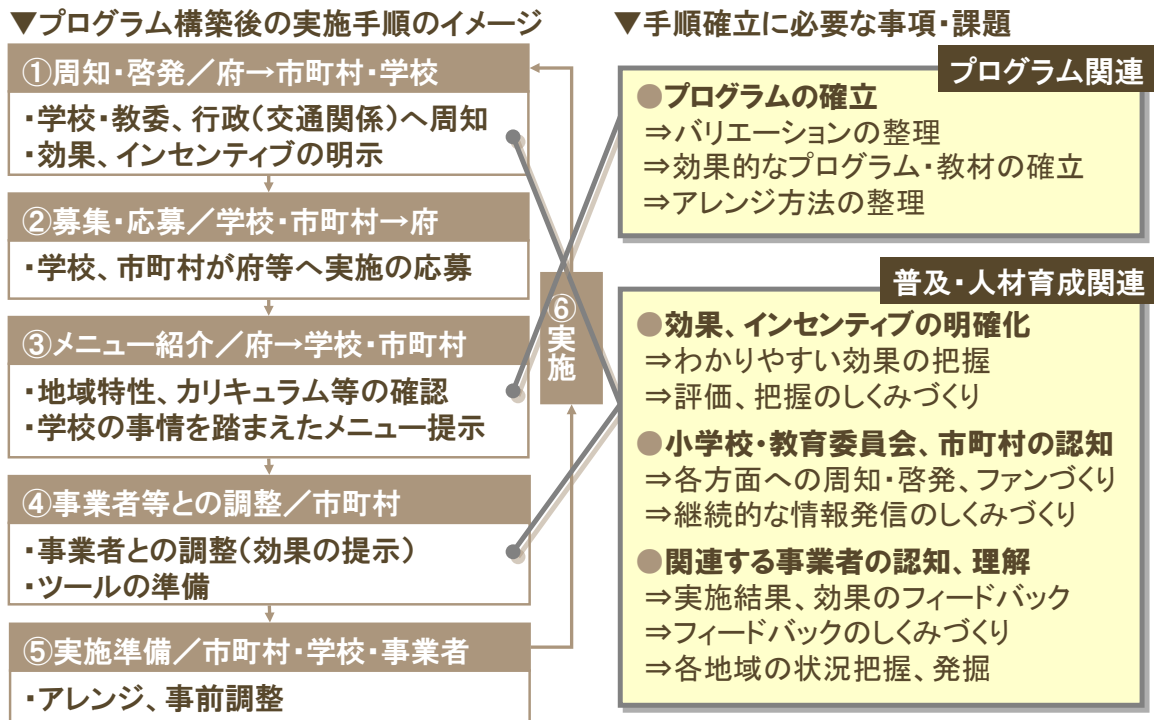 ▼プログラム構築後の実施手順のイメージ
①周知・啓発／府→市町村・学校
・学校・教委、行政（交通関係）へ周知
・効果、インセンティブの明示
②募集・応募／学校・市町村→府
・学校、市町村が府等へ実施の応募
③メニュー紹介／府→学校・市町村
・地域特性、カリキュラム等の確認
・学校の事情を踏まえたメニュー提示
④事業者等との調整／市町村
・事業者との調整（効果の提示）
・ツールの準備
⑤実施準備／市町村・学校・事業者
・アレンジ、事前調整
⑥実施
▼手順確立に必要な事項・課題
プログラム関連
●プログラムの確立
⇒バリエーションの整理
⇒効果的なプログラム・教材の確立
⇒アレンジ方法の整理
普及・人材育成関連
●効果、インセンティブの明確化
⇒わかりやすい効果の把握
⇒評価、把握のしくみづくり
●小学校・教育委員会、市町村の認知
⇒各方面への周知・啓発、ファンづくり
⇒継続的な情報発信のしくみづくり
●関連する事業者の認知、理解
⇒実施結果、効果のフィードバック
⇒フィードバックのしくみづくり
⇒各地域の状況把握、発掘